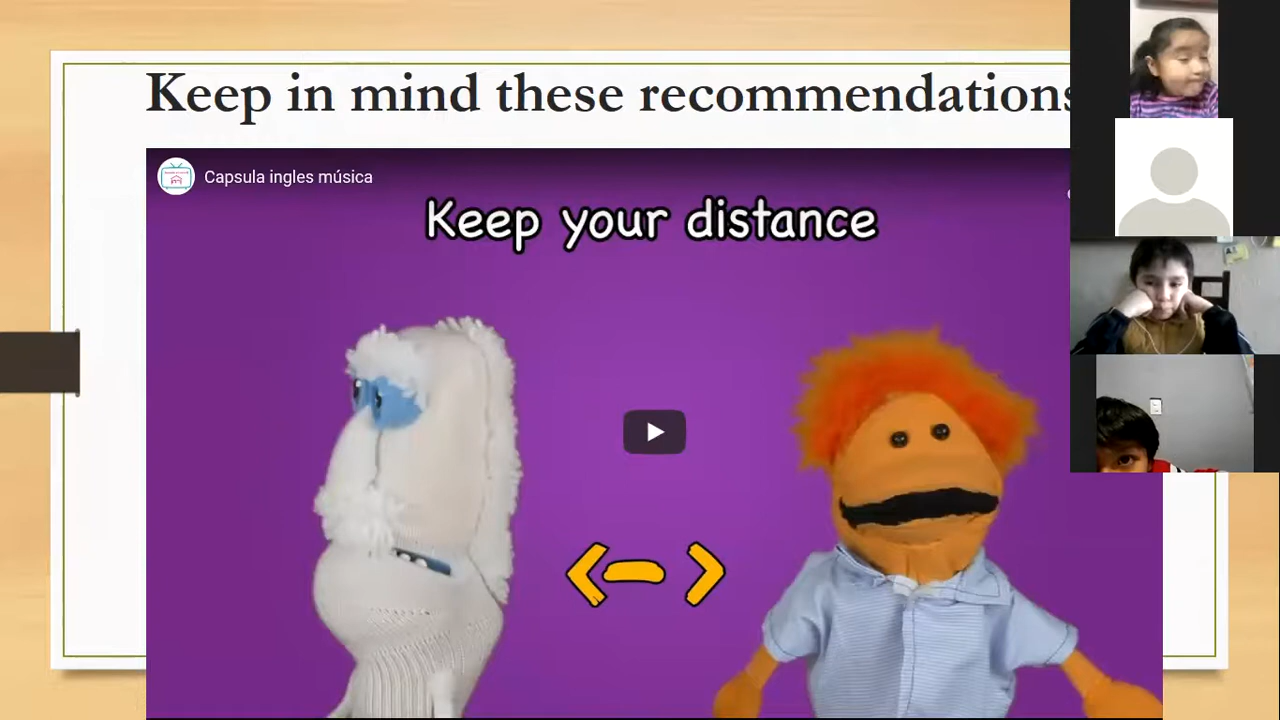 Keep in mind these recommendations
Capsula ingles música
Keep your distance